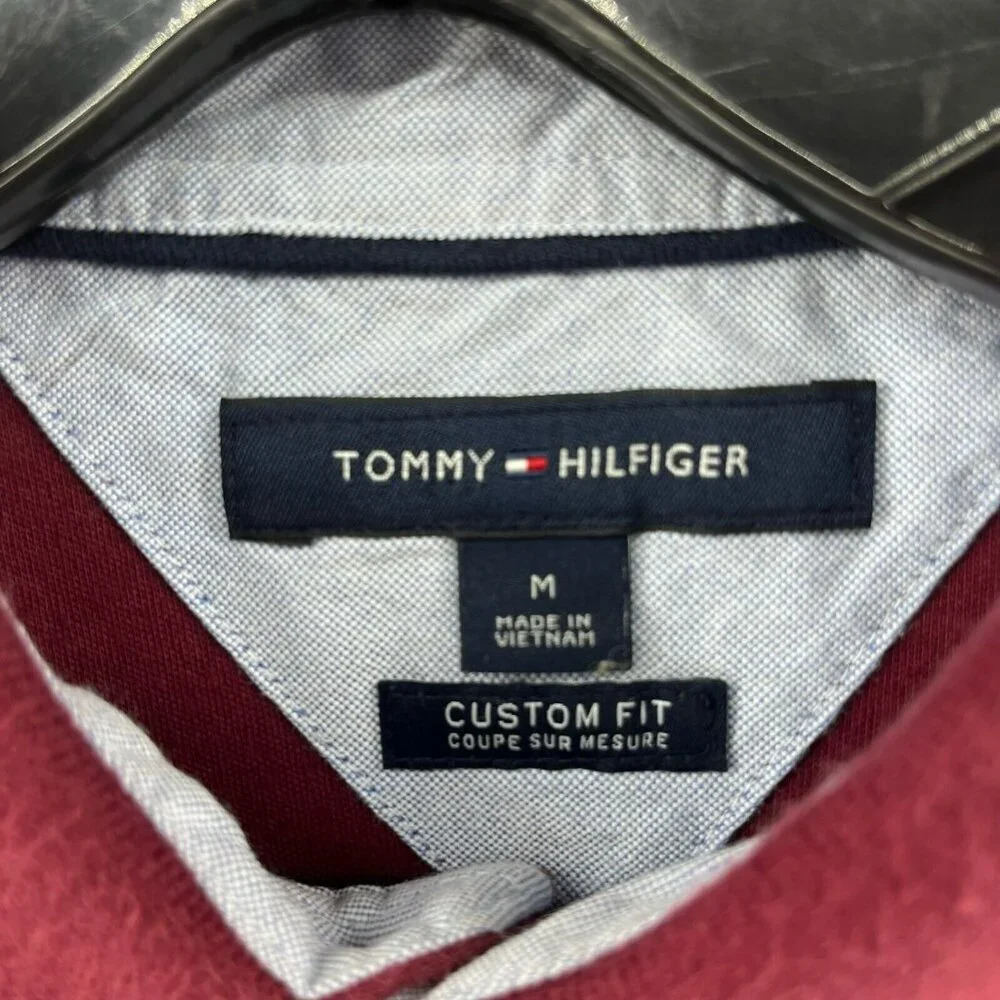 TOMMY HILFIGER
M
MADE IN
VIETNAM
CUSTOM FIT
COUPE SUR MESURE